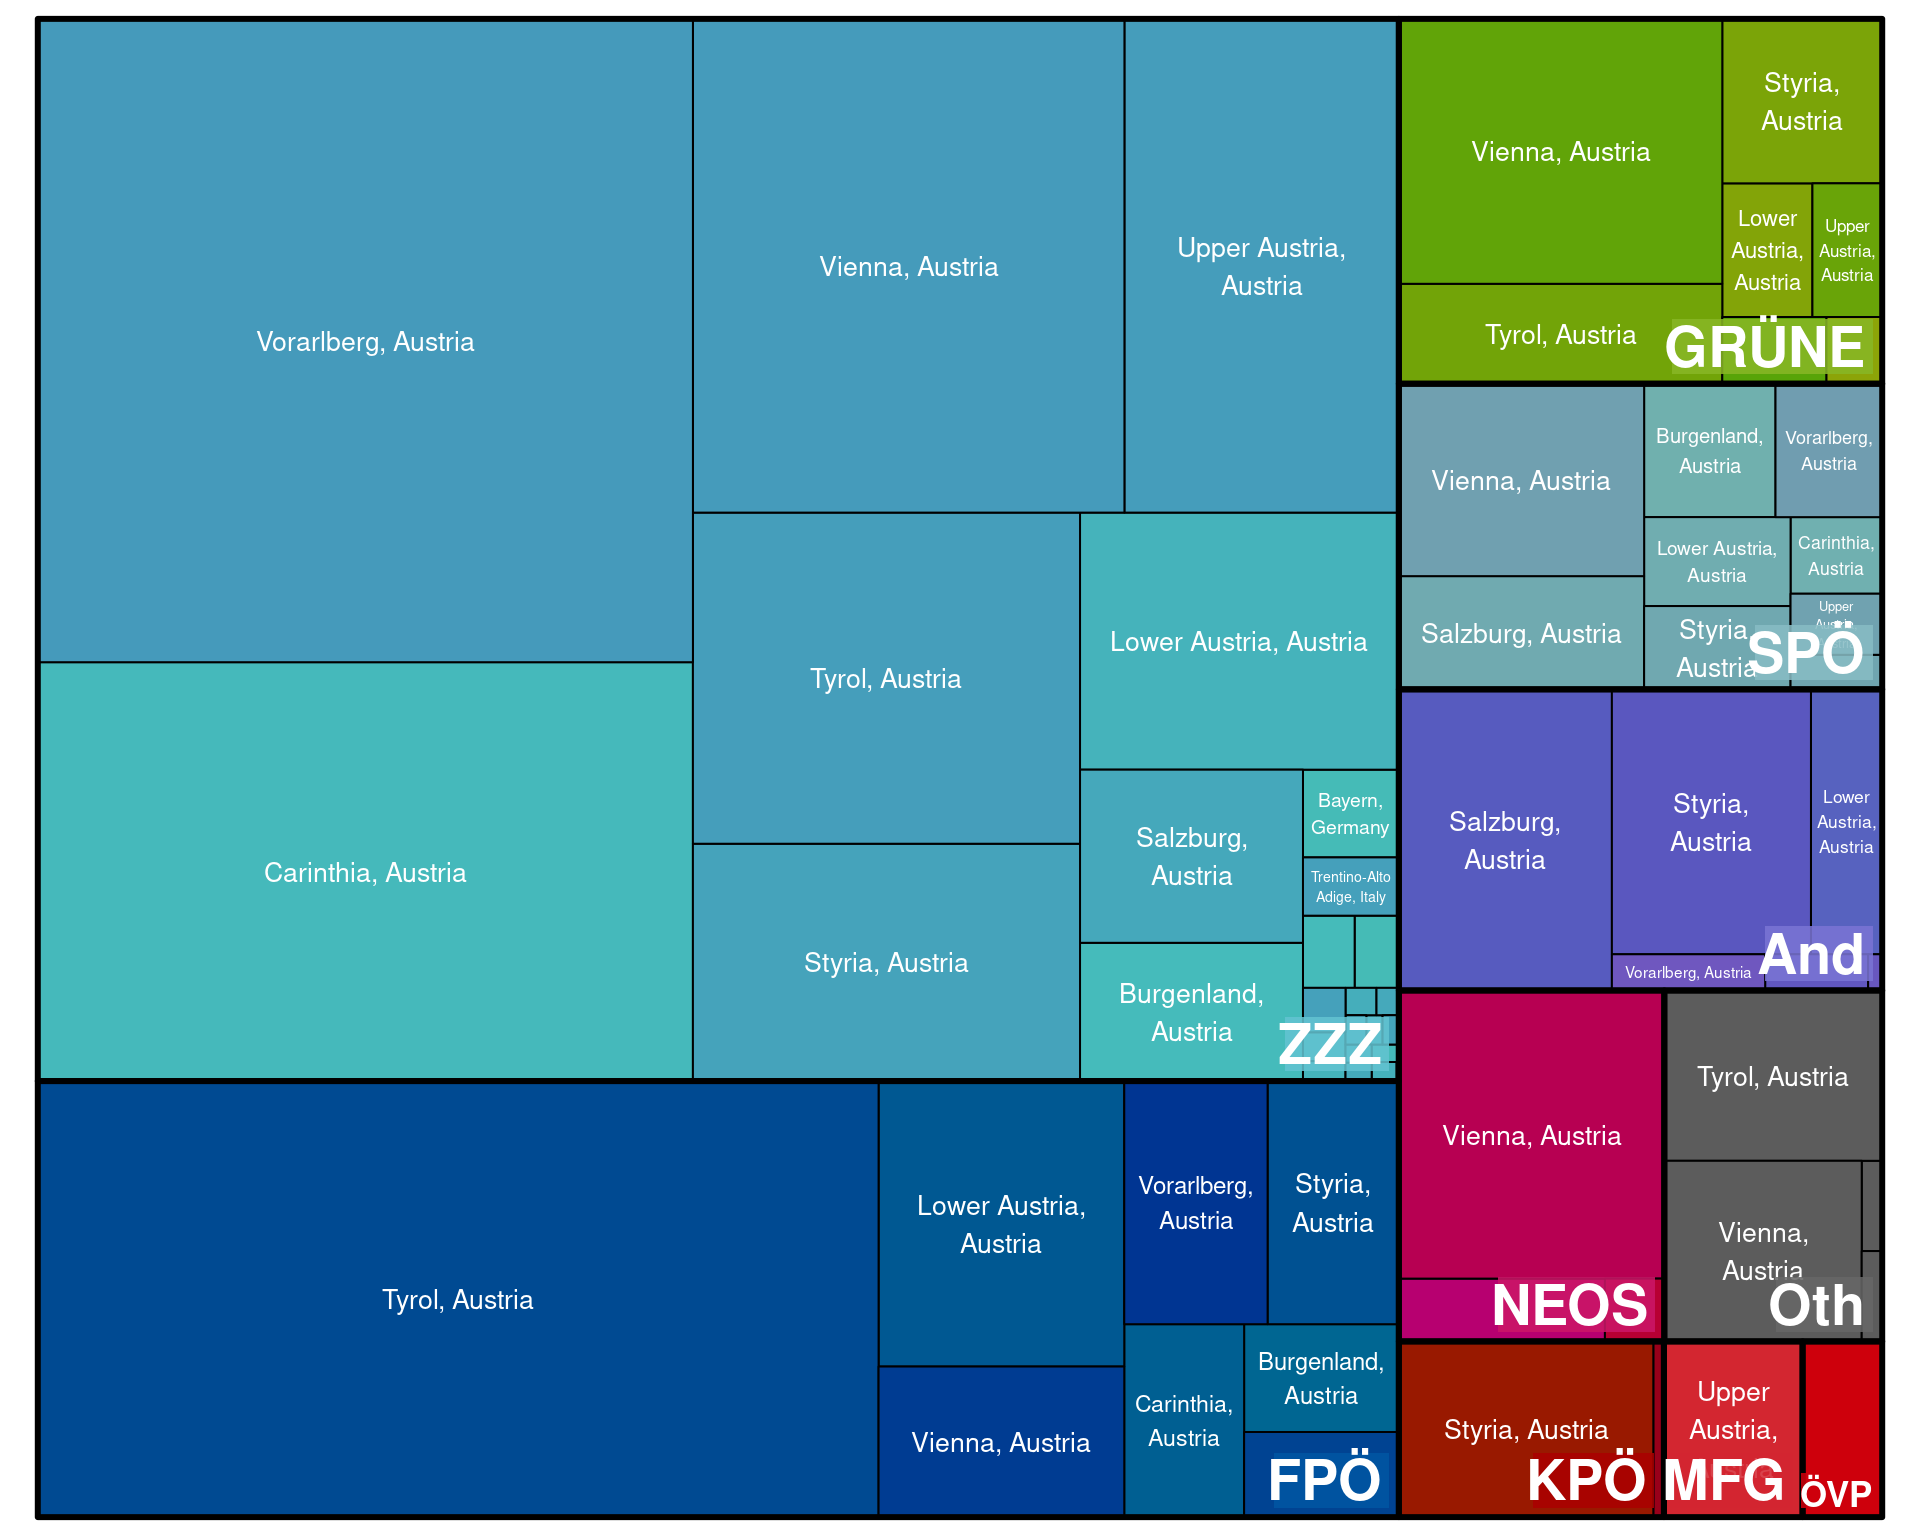 Vorarlberg, Austria
Carinthia, Austria
Vienna, Austria
Upper Austria,
Austria
Tyrol, Austria
Styria, Austria
Lower Austria, Austria
Salzburg,
Austria
Burgenland,
Austria
Bayern,
Germany
Trentino-Alto
Adige, Italy
ZZZ
Tyrol, Austria
Lower Austria,
Austria
Vienna, Austria
Vorarlberg,
Austria
Styria,
Austria
Carinthia,
Austria
Burgenland,
Austria
FPÖ
Vienna, Austria
Tyrol, Austria
Styria,
Austria
Lower
Austria,
Austria
Upper
Austria,
Austria
GRÜNE
Vienna, Austria
Salzburg, Austria
Burgenland,
Austria
Vorarlberg,
Austria
Lower Austria,
Austria
Carinthia,
Austria
Styria,
Austria
Upper
SPÖ
Salzburg,
Austria
Styria,
Austria
Lower
Austria,
Austria
Vorarlberg, Austria
And
Vienna, Austria
NEOS
Tyrol, Austria
Vienna,
Austria
Oth
Styria, Austria
KPÖ
Upper
Austria,
MFG
ÖVP